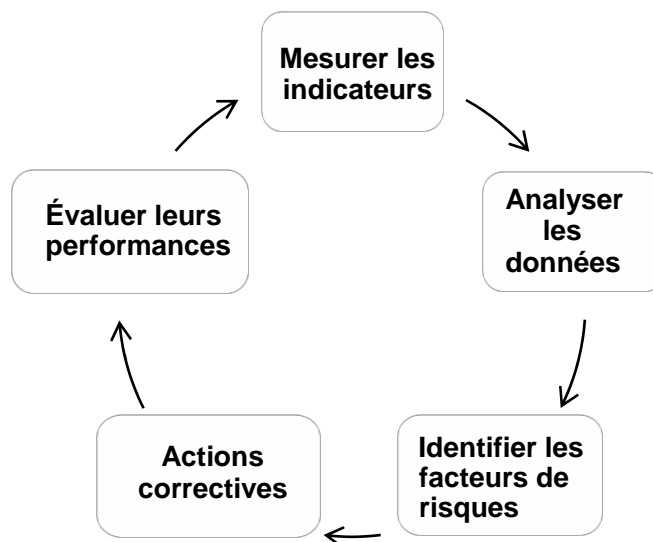 Mesurer les
indicateurs
Analyser
les
données
Identifier les
facteurs de
risques
Actions
correctives
Évaluer leurs
performances